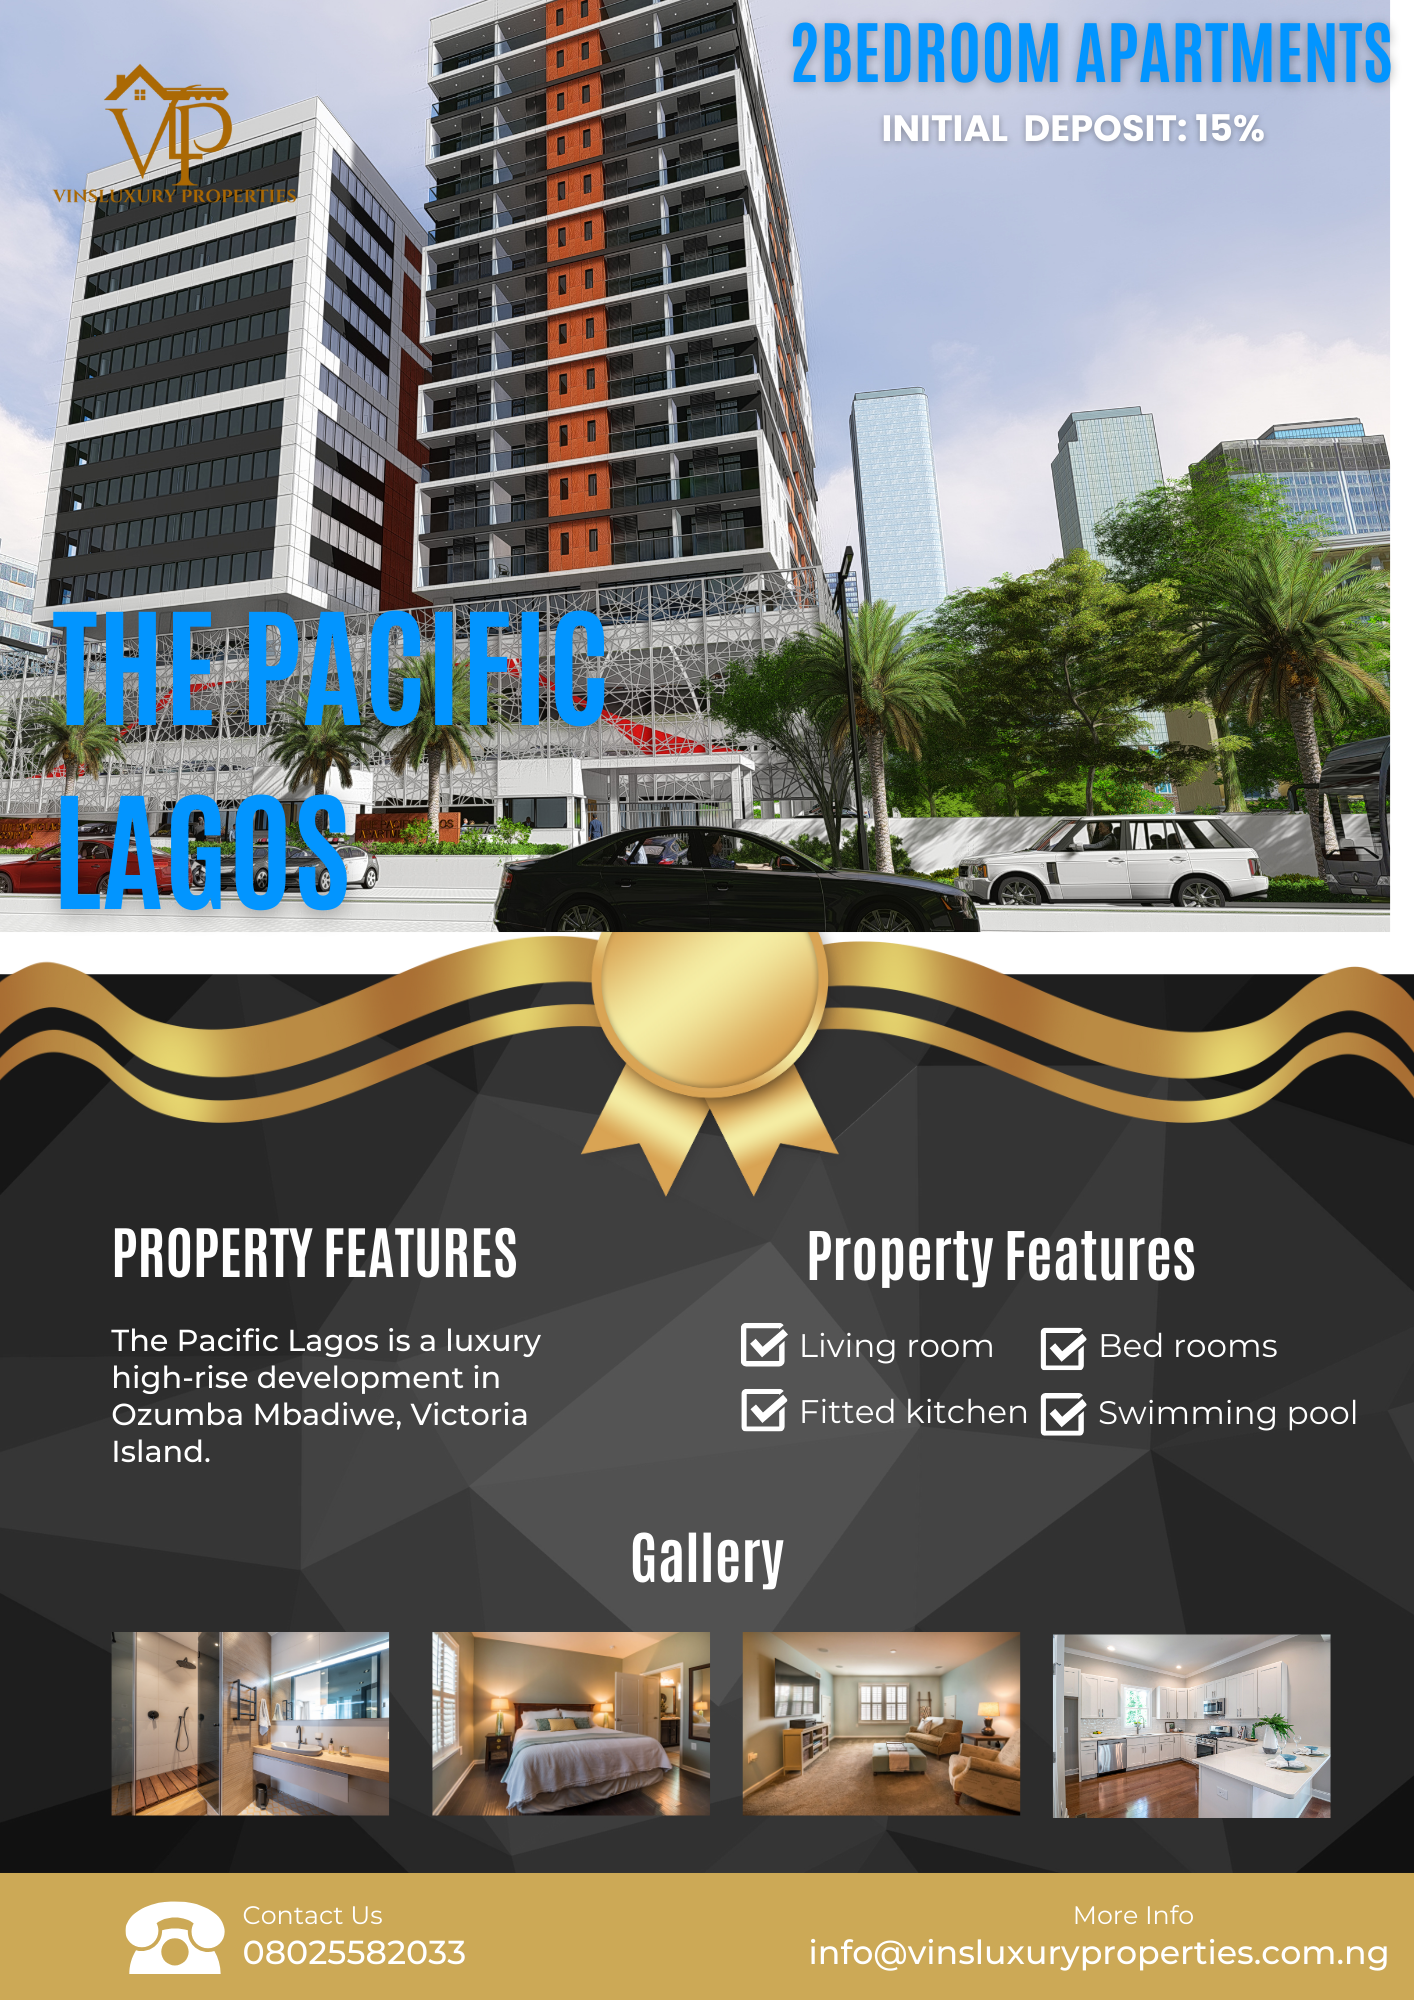 VP
VINSLUXURY PROPERTIES
2BEDROOM APARTMENTS
INITIAL DEPOSIT: 15%
THE PACIFIC
LAGOS
PROPERTY FEATURES
The Pacific Lagos is a luxury
high-rise development in
Ozumba Mbadiwe, Victoria
Island.
Property Features
Living room
Bed rooms
Fitted kitchen
Swimming pool
Gallery
Contact Us
08025582033
More Info
info@vinsluxuryproperties.com.ng